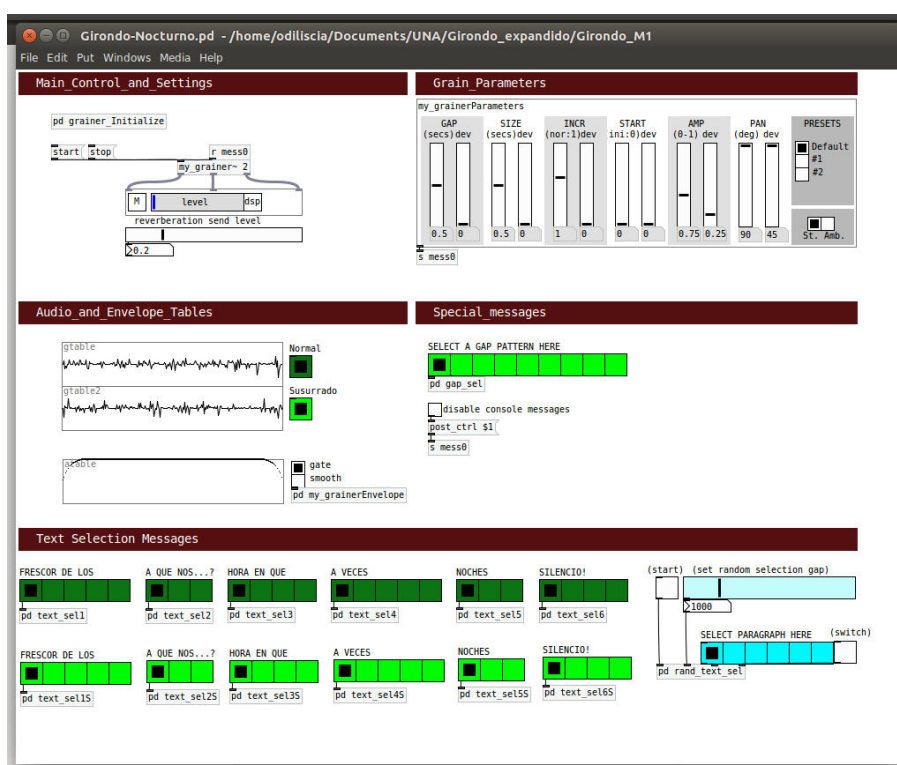 Girondo-Nocturno.pd - /home/odiliscia/Documents/UNA/Girondo_expandido/Girondo_M1
File Edit Put Windows Media Help
Main_Control_and_Settings
pd grainer_Initialize
start stop r mess0
my_grainer~ 2
M level dsp
reverberation send level
0.2
Grain_Parameters
my_grainerParameters
GAP SIZE INCR START AMP PAN PRESETS
(secs)dev (secs)dev (nor:1)dev ini:0)dev (0-1) dev (deg) dev
Default
#1
#2
0.5 0 0.5 0 1 0 0 0 0.75 0.25 90 45
St. Amb.
s mess0
Audio_and_Envelope_Tables
gtable
Normal
gtable2
Susurrado
atable
gate
smooth
pd my_grainerEnvelope
Special_messages
SELECT A GAP PATTERN HERE
pd gap_sel
disable console messages
post_ctrl $1
s mess0
Text Selection Messages
FRESCOR DE LOS A QUE NOS...? HORA EN QUE A VECES NOCHES SILENCIO!
pd text_sel1 pd text_sel2 pd text_sel3 pd text_sel4 pd text_sel5 pd text_sel6
FRESCOR DE LOS A QUE NOS...? HORA EN QUE A VECES NOCHES SILENCIO!
pd text_sel1S pd text_sel2S pd text_sel3S pd text_sel4S pd text_sel5S pd text_sel6S
(start) (set random selection gap)
1000
SELECT PARAGRAPH HERE (switch)
pd rand_text_sel